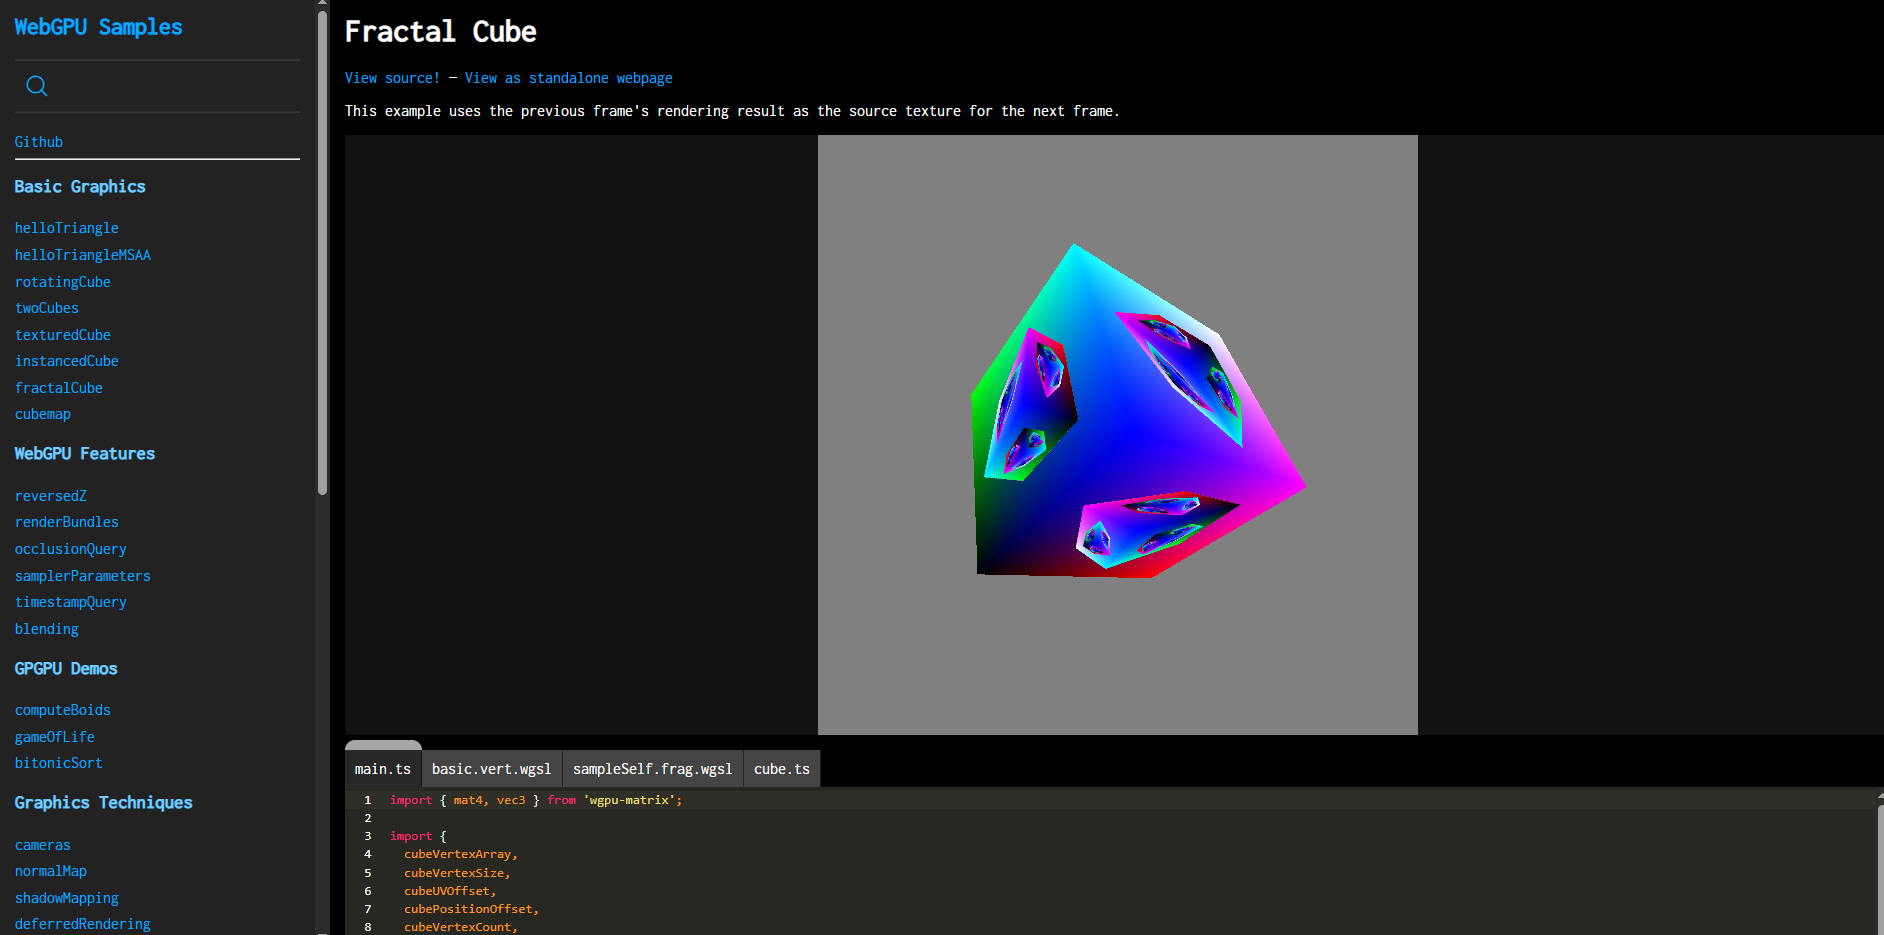 WebGPU Samples
Github
Basic Graphics
helloTriangle
helloTriangleMSAA
rotatingCube
twoCubes
texturedCube
instancedCube
fractalCube
cubemap
WebGPU Features
reversedZ
renderBundles
occlusionQuery
samplerParameters
timestampQuery
blending
GPGPU Demos
computeBoids
gameOfLife
bitonicSort
Graphics Techniques
cameras
normalMap
shadowMapping
deferredRendering
Fractal Cube
View source! — View as standalone webpage
This example uses the previous frame's rendering result as the source texture for the next frame.
main.ts basic.vert.wgsl sampleSelf.frag.wgsl cube.ts
1 import { mat4, vec3 } from 'wgpu-matrix';
2
3 import {
4 cubeVertexArray,
5 cubeVertexSize,
6 cubeUVOffset,
7 cubePositionOffset,
8 cubeVertexCount,